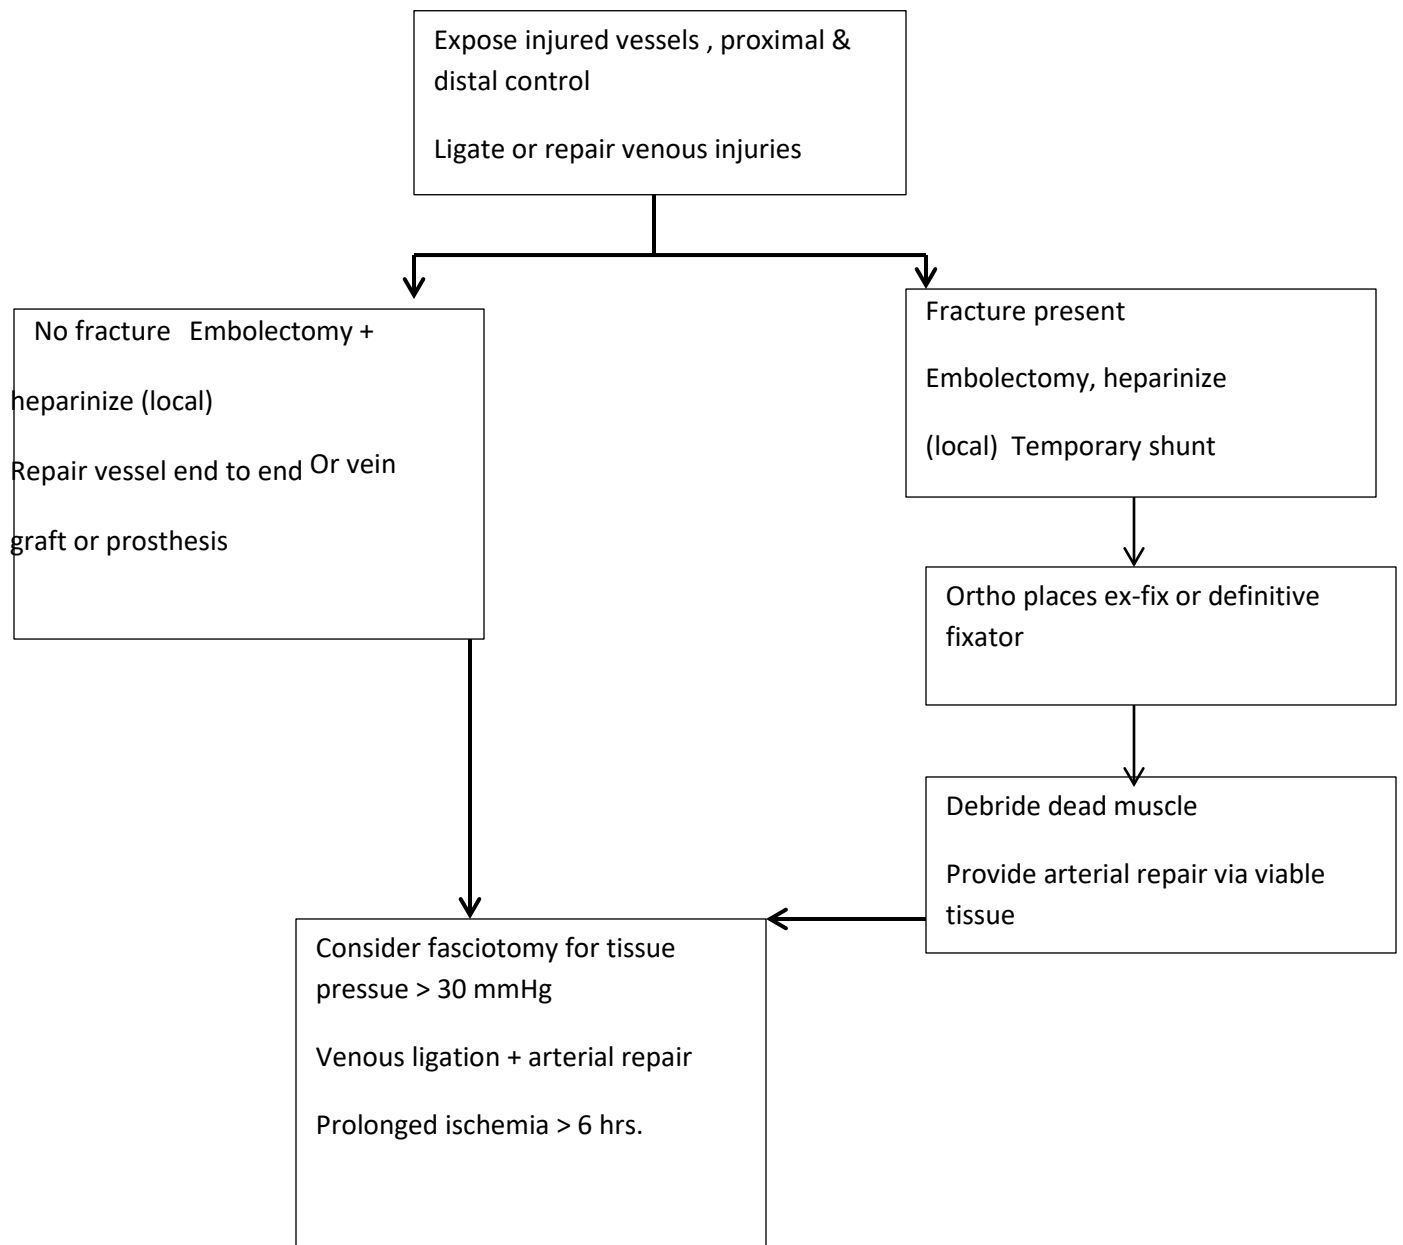 Expose injured vessels , proximal &
distal control
Ligate or repair venous injuries
No fracture Embolectomy +
heparinize (local)
Repair vessel end to end Or vein
graft or prosthesis
Fracture present
Embolectomy, heparinize
(local) Temporary shunt
Ortho places ex-fix or definitive
fixator
Debride dead muscle
Provide arterial repair via viable
tissue
Consider fasciotomy for tissue
pressue > 30 mmHg
Venous ligation + arterial repair
Prolonged ischemia > 6 hrs.